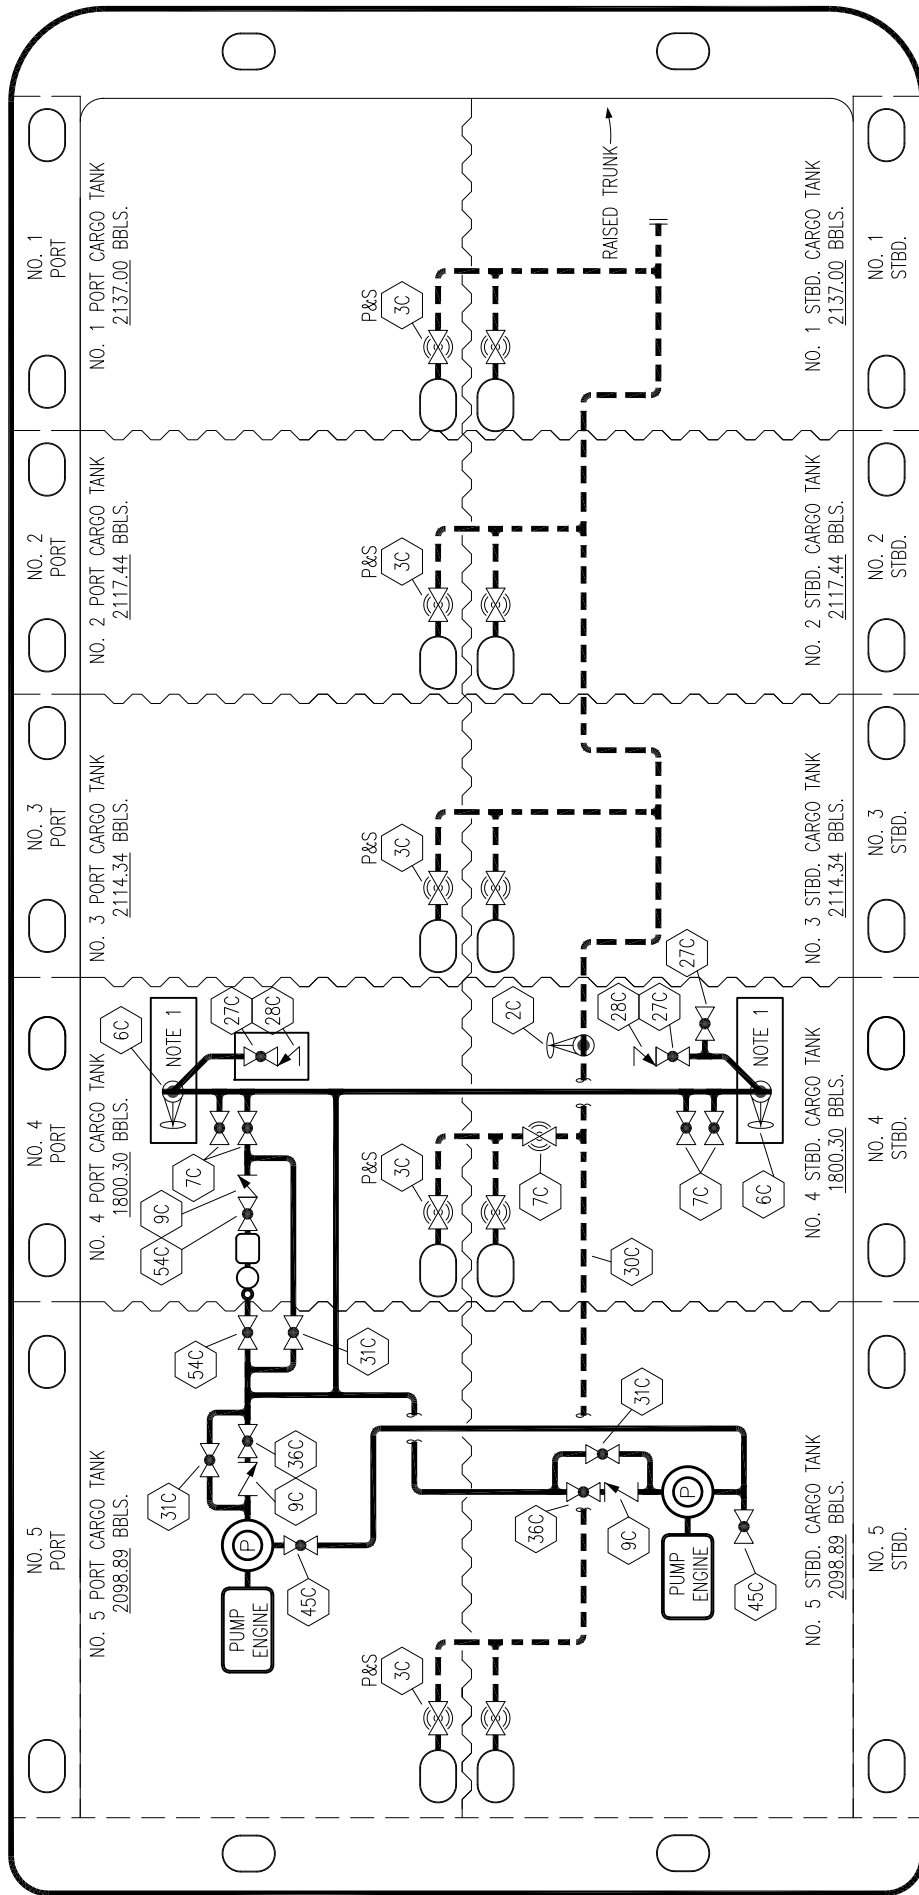 NO. 1
PORT
NO. 2
PORT
NO. 3
PORT
NO. 4
PORT
NO. 5
PORT
NO. 1 PORT CARGO TANK
2137.00 BBLS.
NO. 2 PORT CARGO TANK
2117.44 BBLS.
NO. 3 PORT CARGO TANK
2114.34 BBLS.
NO. 4 PORT CARGO TANK
1800.30 BBLS.
NO. 5 PORT CARGO TANK
2098.89 BBLS.
6C
NOTE 1
27C
28C
7C
9C
54C
54C
31C
31C
36C
9C
P
45C
PUMP
ENGINE
P&S
3C
P&S
3C
P&S
3C
P&S
3C
P&S
3C
RAISED TRUNK
2C
7C
30C
28C
27C
27C
NOTE 1
6C
7C
31C
36C
9C
P
45C
PUMP
ENGINE
NO. 1 STBD. CARGO TANK
2137.00 BBLS.
NO. 2 STBD. CARGO TANK
2117.44 BBLS.
NO. 3 STBD. CARGO TANK
2114.34 BBLS.
NO. 4 STBD. CARGO TANK
1800.30 BBLS.
NO. 5 STBD. CARGO TANK
2098.89 BBLS.
NO. 1
STBD.
NO. 2
STBD.
NO. 3
STBD.
NO. 4
STBD.
NO. 5
STBD.